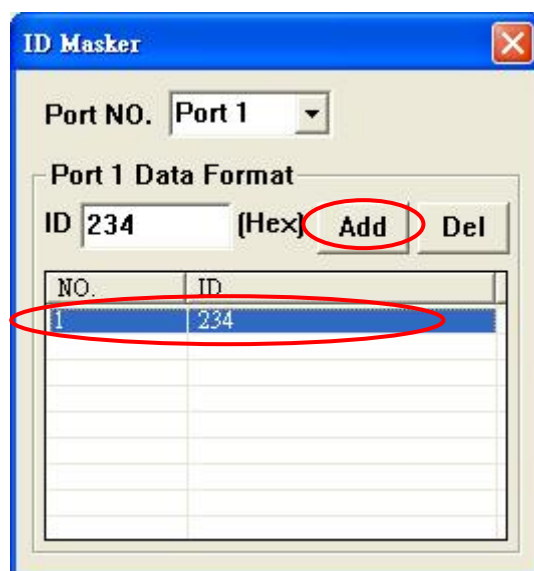 ID Masker
Port NO. Port 1
Port 1 Data Format
ID 234 (Hex) Add Del
NO. ID
1 234